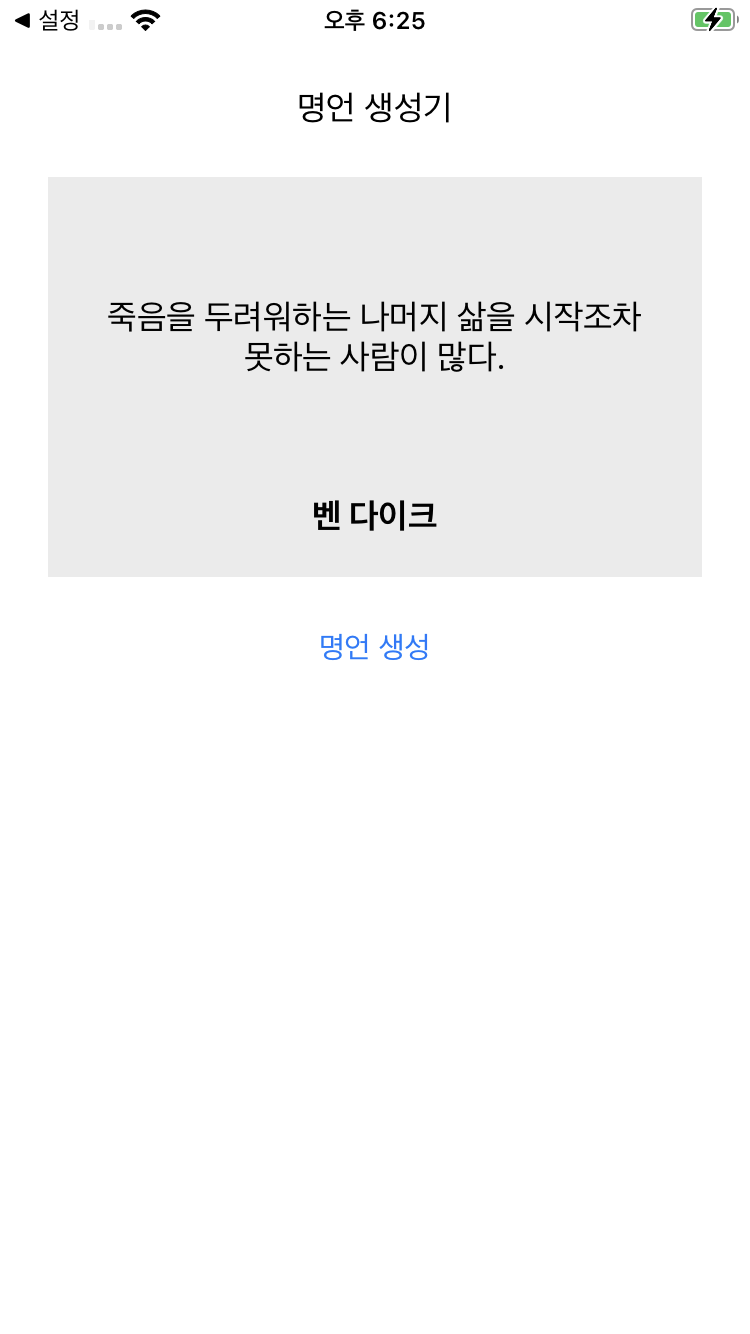 설정
오후 6:25
명언 생성기
죽음을 두려워하는 나머지 삶을 시작조차
못하는 사람이 많다.
벤 다이크
명언 생성